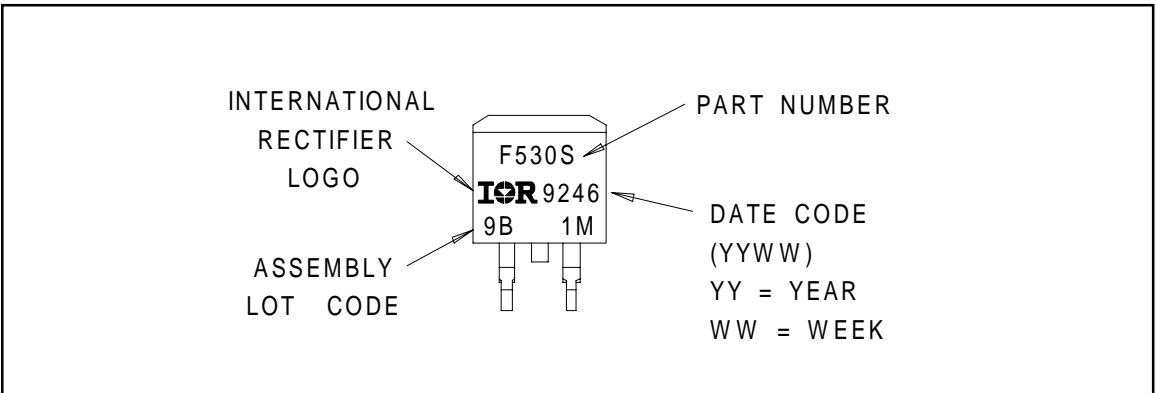 INTERNATIONAL
RECTIFIER
LOGO
ASSEMBLY
LOT CODE
F530S
IOR 9246
9B 1M
PART NUMBER
DATE CODE
(YYWW)
YY = YEAR
WW = WEEK